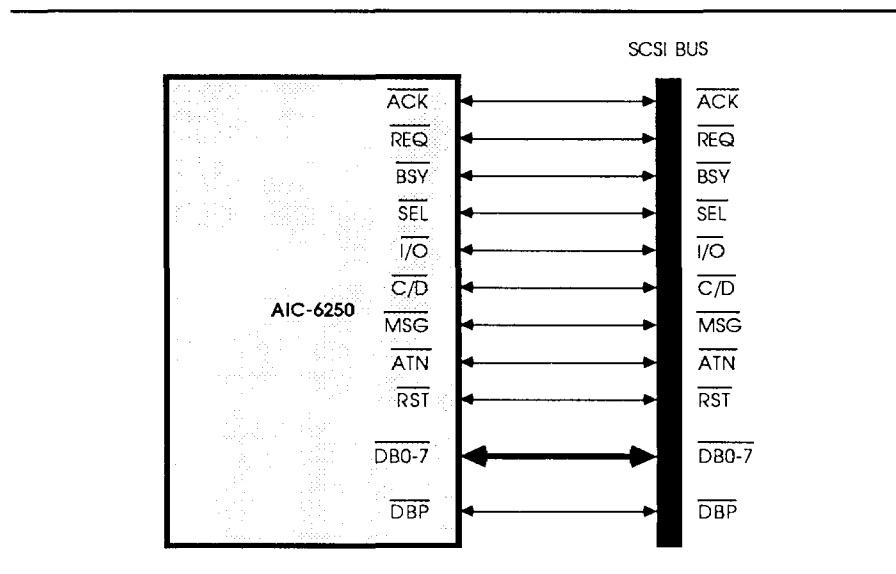 SCSI BUS
ACK ACK
REQ REQ
BSY BSY
SEL SEL
I/O I/O
C/D C/D
AIC-6250
MSG MSG
ATN ATN
RST RST
DB0-7 DB0-7
DBP DBP